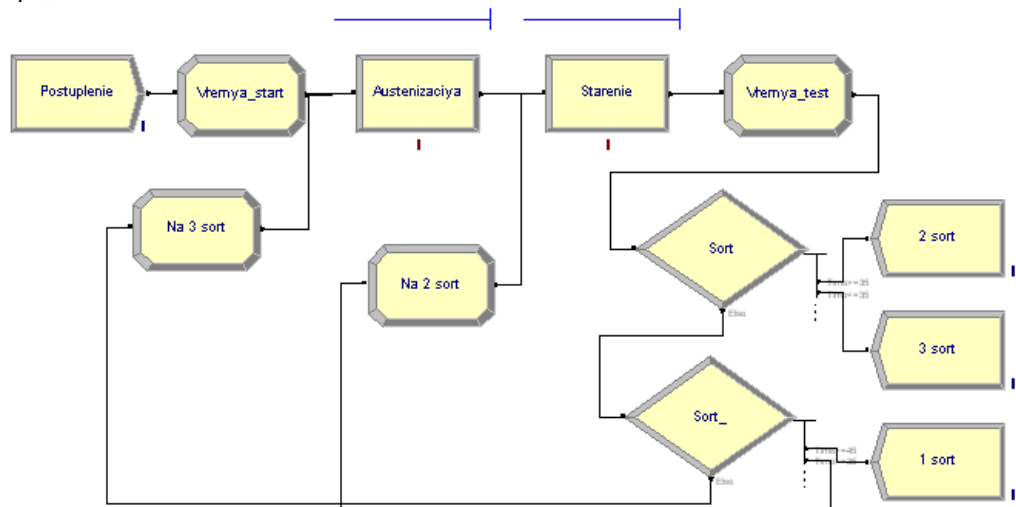 Postuplenie
Vremya_start
Austenizaciya
Starenie
Vremya_test
Na 3 sort
Na 2 sort
Sort
2 sort
Else
3 sort
Sort_
1 sort
Else